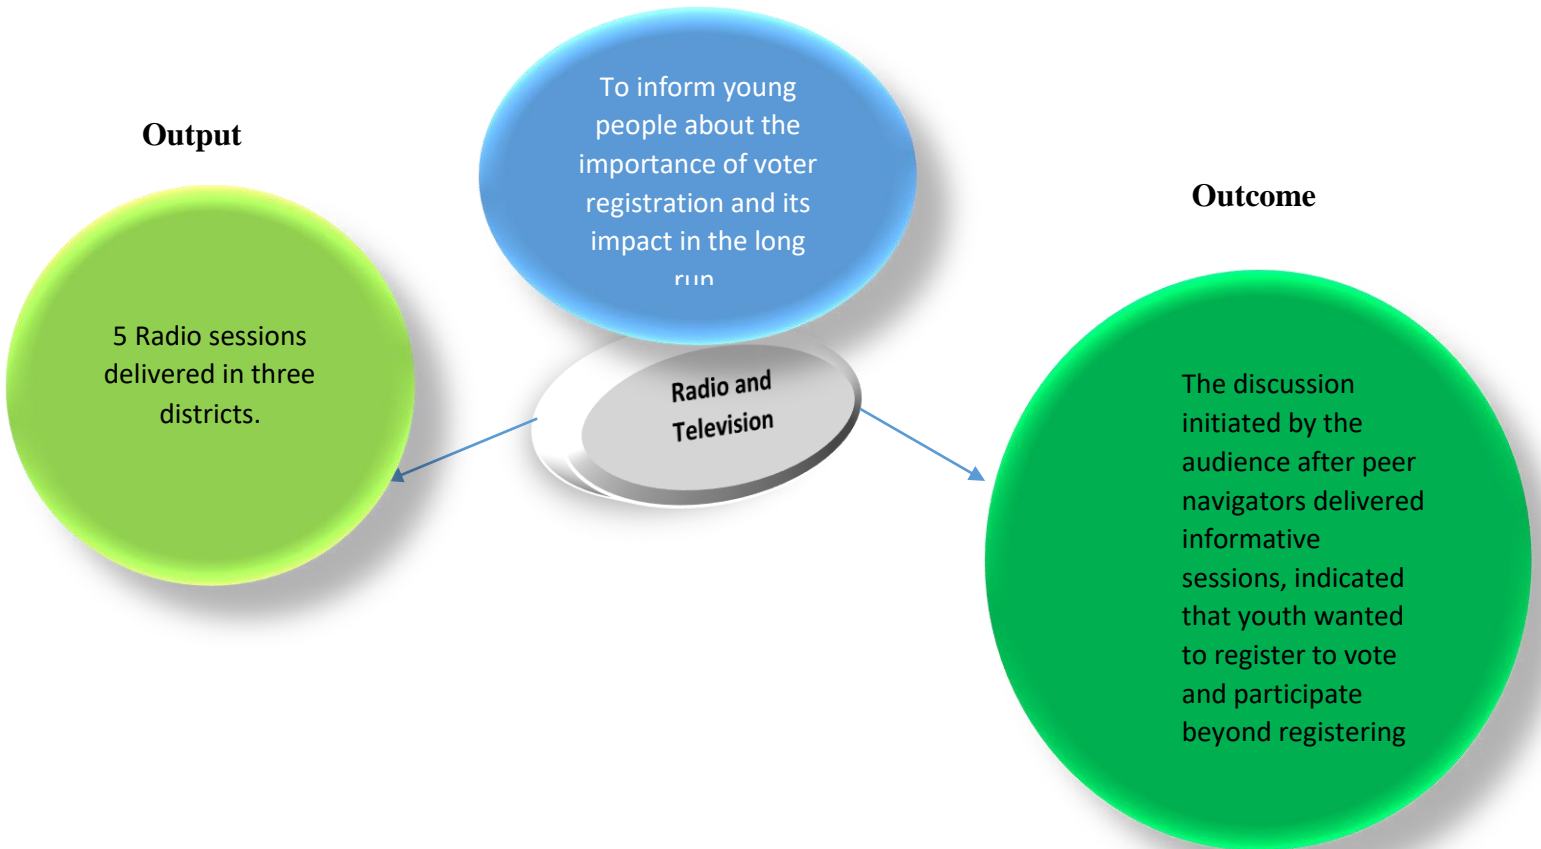 Output
To inform young
people about the
importance of voter
registration and its
impact in the long
run
Outcome
5 Radio sessions
delivered in three
districts.
Radio and
Television
The discussion
initiated by the
audience after peer
navigators delivered
informative
sessions, indicated
that youth wanted
to register to vote
and participate
beyond registering